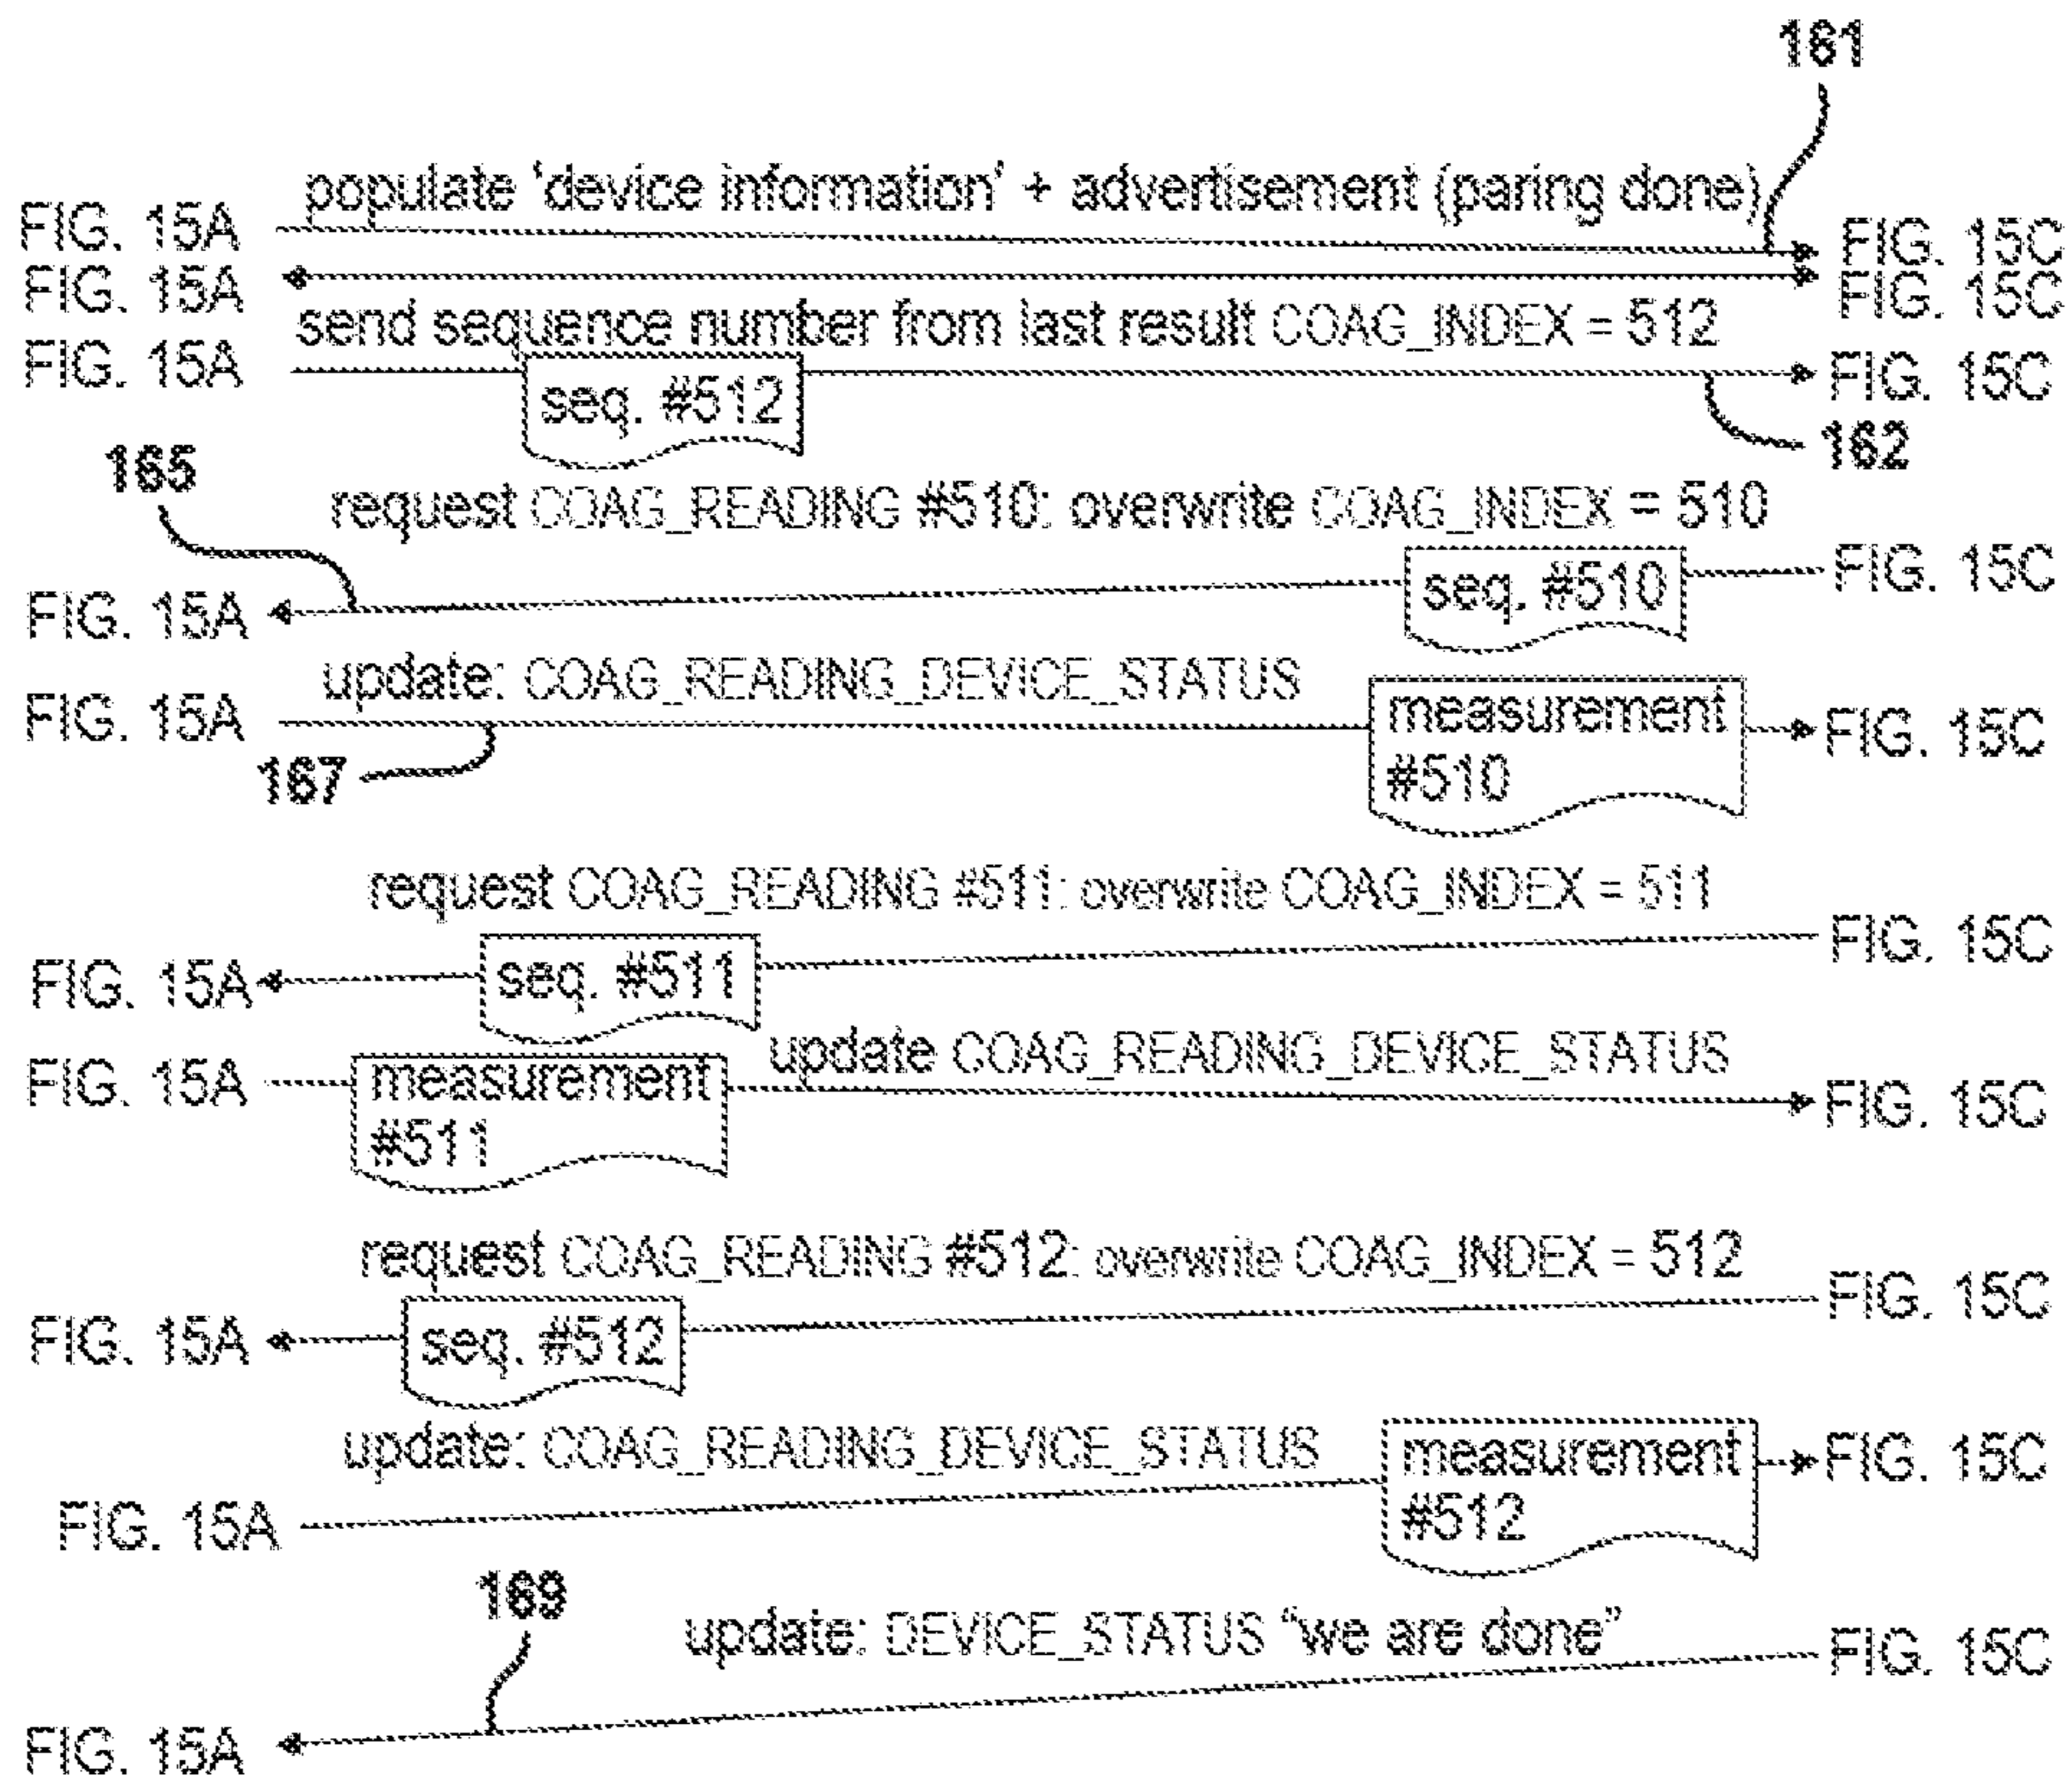 161
populate 'device information' + advertisement (paring done)
FIG. 15A FIG. 15C
FIG. 15A FIG. 15C
send sequence number from last result COAG_INDEX = 512
FIG. 15A FIG. 15C
seq. #512
162
165
request COAG_READING #510: overwrite COAG_INDEX = 510
FIG. 15C
seq. #510
FIG. 15A
update: COAG_READING_DEVICE_STATUS
FIG. 15A measurement FIG. 15C
#510
167
request COAG_READING #511: overwrite COAG_INDEX = 511
FIG. 15C
FIG. 15A seq. #511
update COAG_READING_DEVICE_STATUS
FIG. 15A measurement FIG. 15C
#511
request COAG_READING #512: overwrite COAG_INDEX = 512
FIG. 15C
FIG. 15A seq. #512
update: COAG_READING_DEVICE_STATUS measurement FIG. 15C
FIG. 15A #512
169
update: DEVICE_STATUS "we are done"
FIG. 15C
FIG. 15A